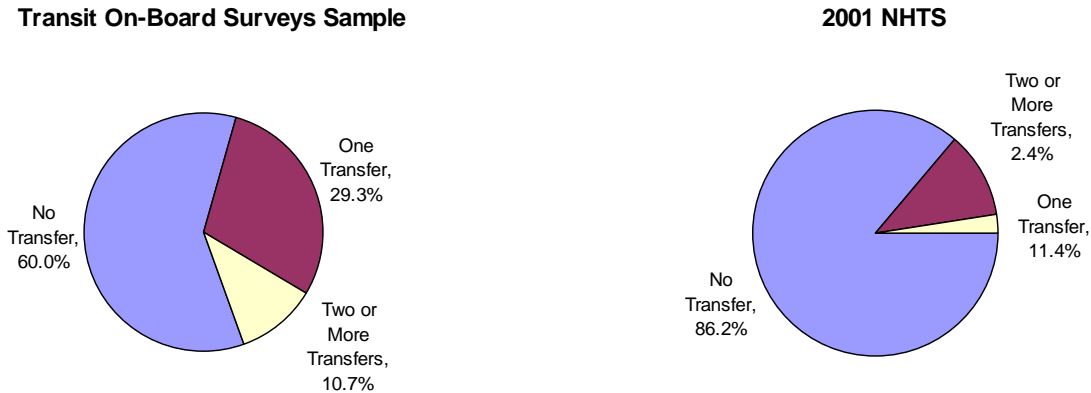 Transit On-Board Surveys Sample
One
Transfer,
29.3%
No
Transfer,
60.0%
Two or
More
Transfers,
10.7%
2001 NHTS
Two or
More
Transfers,
2.4%
One
Transfer,
11.4%
No
Transfer,
86.2%